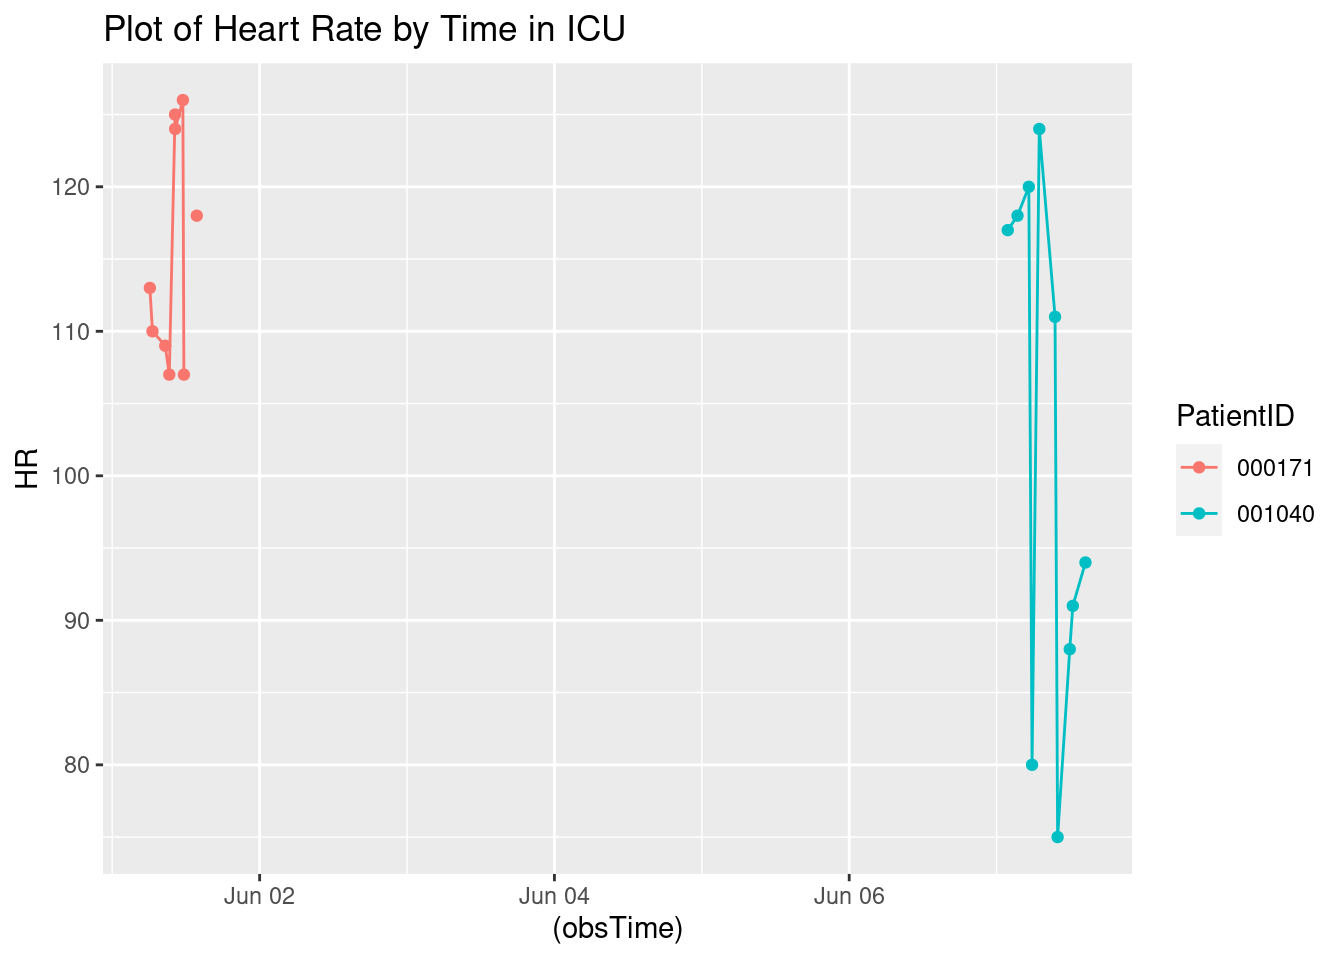 Plot of Heart Rate by Time in ICU
HR
120
110
100
90
80
Jun 02
Jun 04
Jun 06
(obsTime)
PatientID
000171
001040